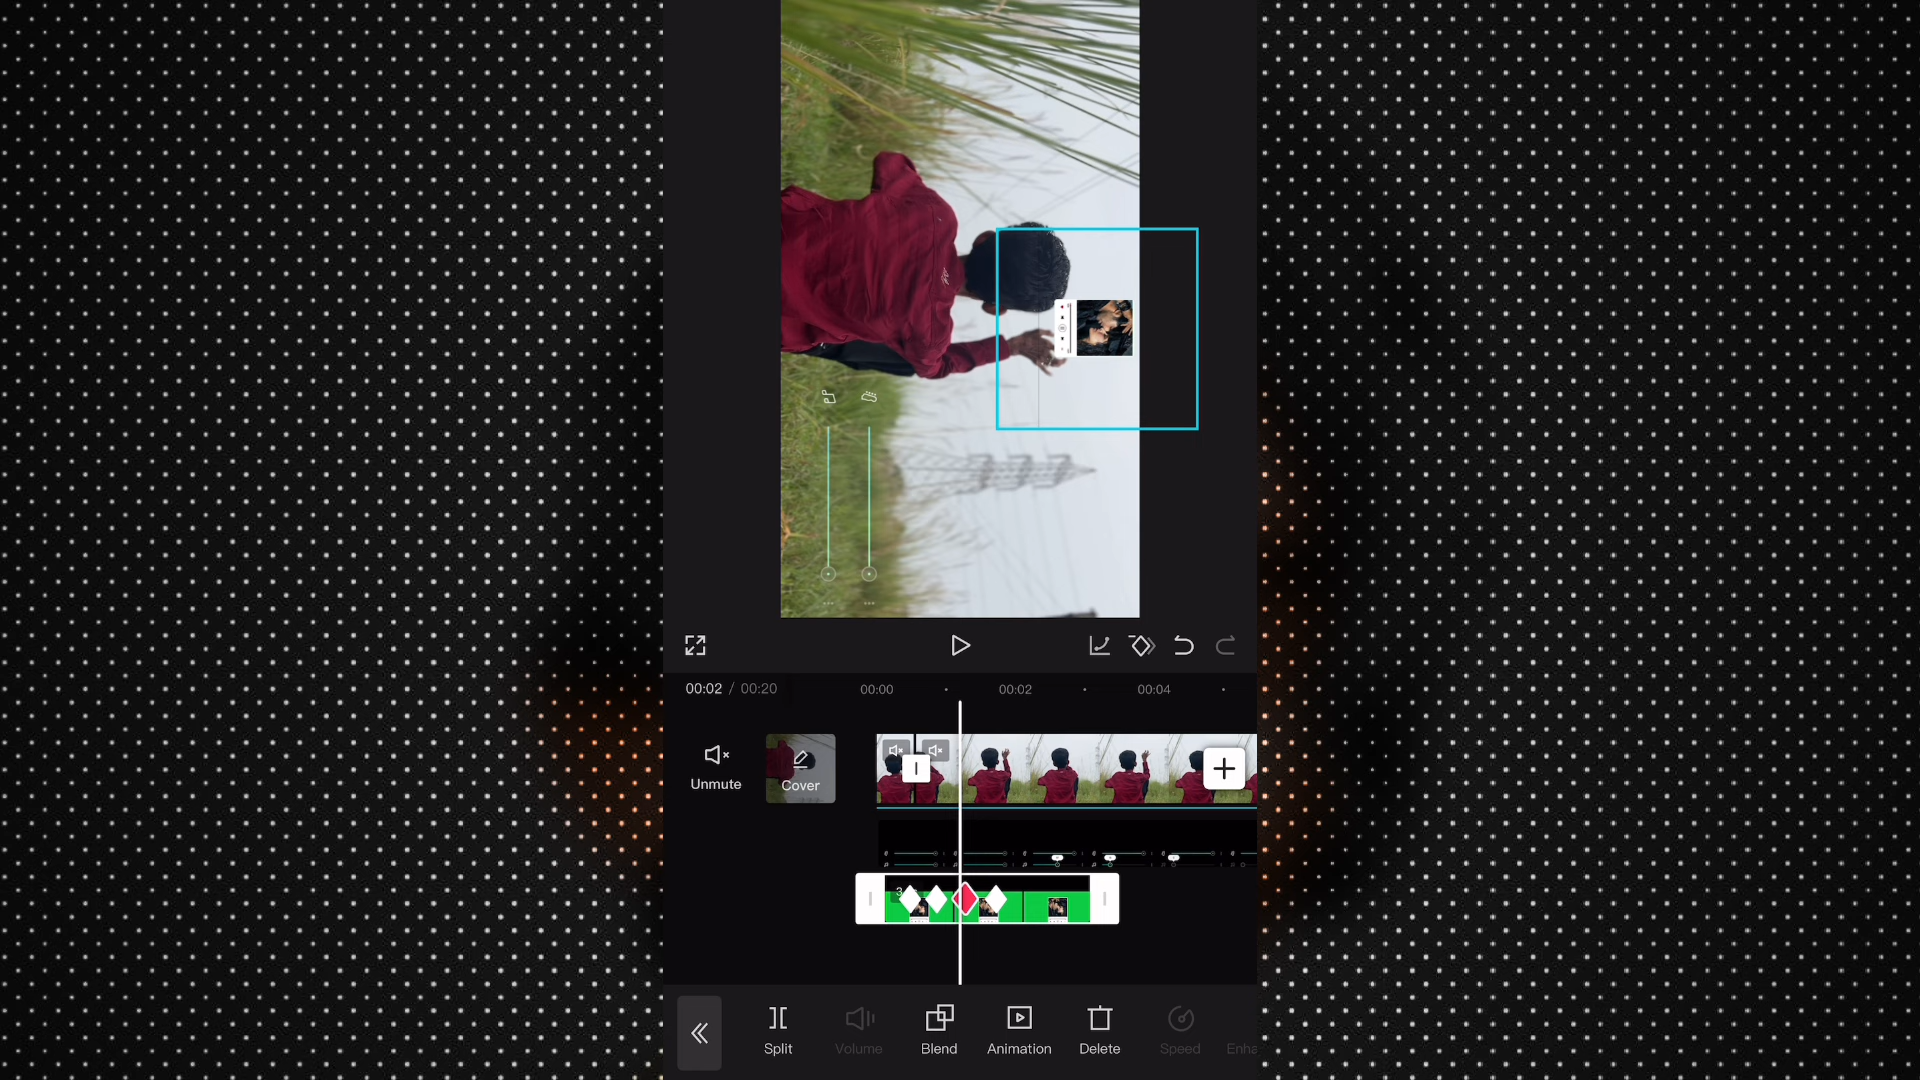 00:02 / 00:20
00:00
00:02
00:04
Unmute
Cover
Split
Volume
Blend
Animation
Delete
Speed
Enha